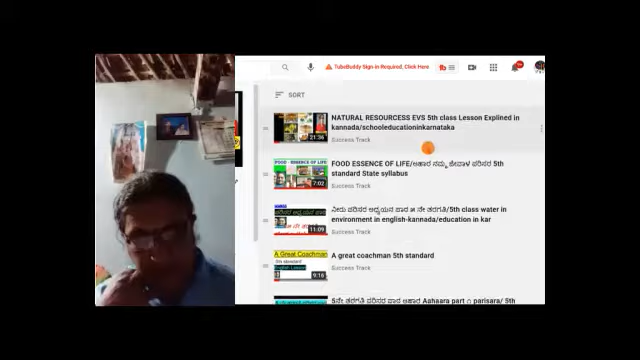 TubeBuddy Sign-in Required, Click Here
SORT
NATURAL RESOURCESS EVS 5th class Lesson Explined in
kannada/schooleducationinkarnataka
21:36
Success Track
FOOD - ESSENCE OF LIFE
FOOD ESSENCE OF LIFE/ಆಹಾರ ನಮ್ಮ ಜೀವಾಳ ಪರಿಸರ 5th
standard State syllabus
7:02
Success Track
ನೀರು ಪರಿಸರ ಅಧ್ಯಯನ ಪಾಠ ೫ ನೇ ತರಗತಿ/5th class water in
environment in english-kannada/education in kar
11:09
Success Track
A Great Coachman
5th standard
English Lesson
A great coachman 5th standard
9:16
Success Track
5ನೇ ತರಗತಿ ಪರಿಸರ ಪಾಠ ಆಹಾರ Aahaara part ೧ parisara/ 5th